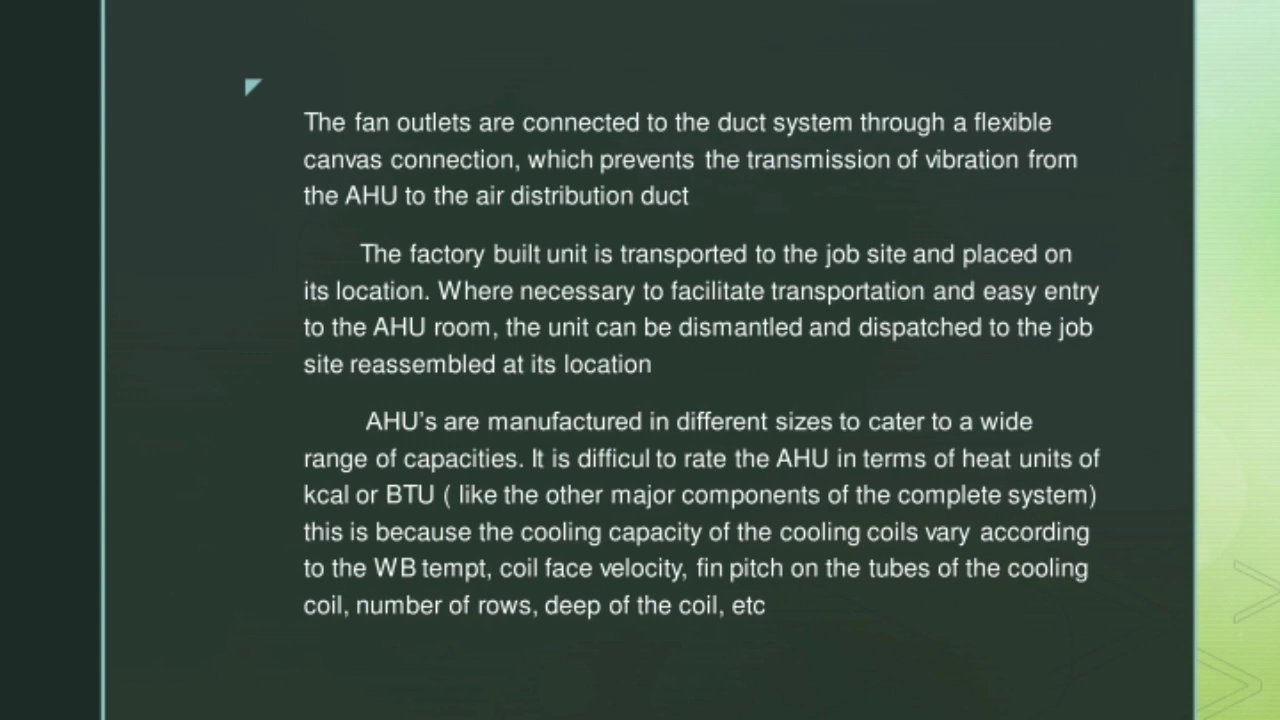 The fan outlets are connected to the duct system through a flexible
canvas connection, which prevents the transmission of vibration from
the AHU to the air distribution duct
The factory built unit is transported to the job site and placed on
its location. Where necessary to facilitate transportation and easy entry
to the AHU room, the unit can be dismantled and dispatched to the job
site reassembled at its location
AHU’s are manufactured in different sizes to cater to a wide
range of capacities. It is difficul to rate the AHU in terms of heat units of
kcal or BTU ( like the other major components of the complete system)
this is because the cooling capacity of the cooling coils vary according
to the WB tempt, coil face velocity, fin pitch on the tubes of the cooling
coil, number of rows, deep of the coil, etc